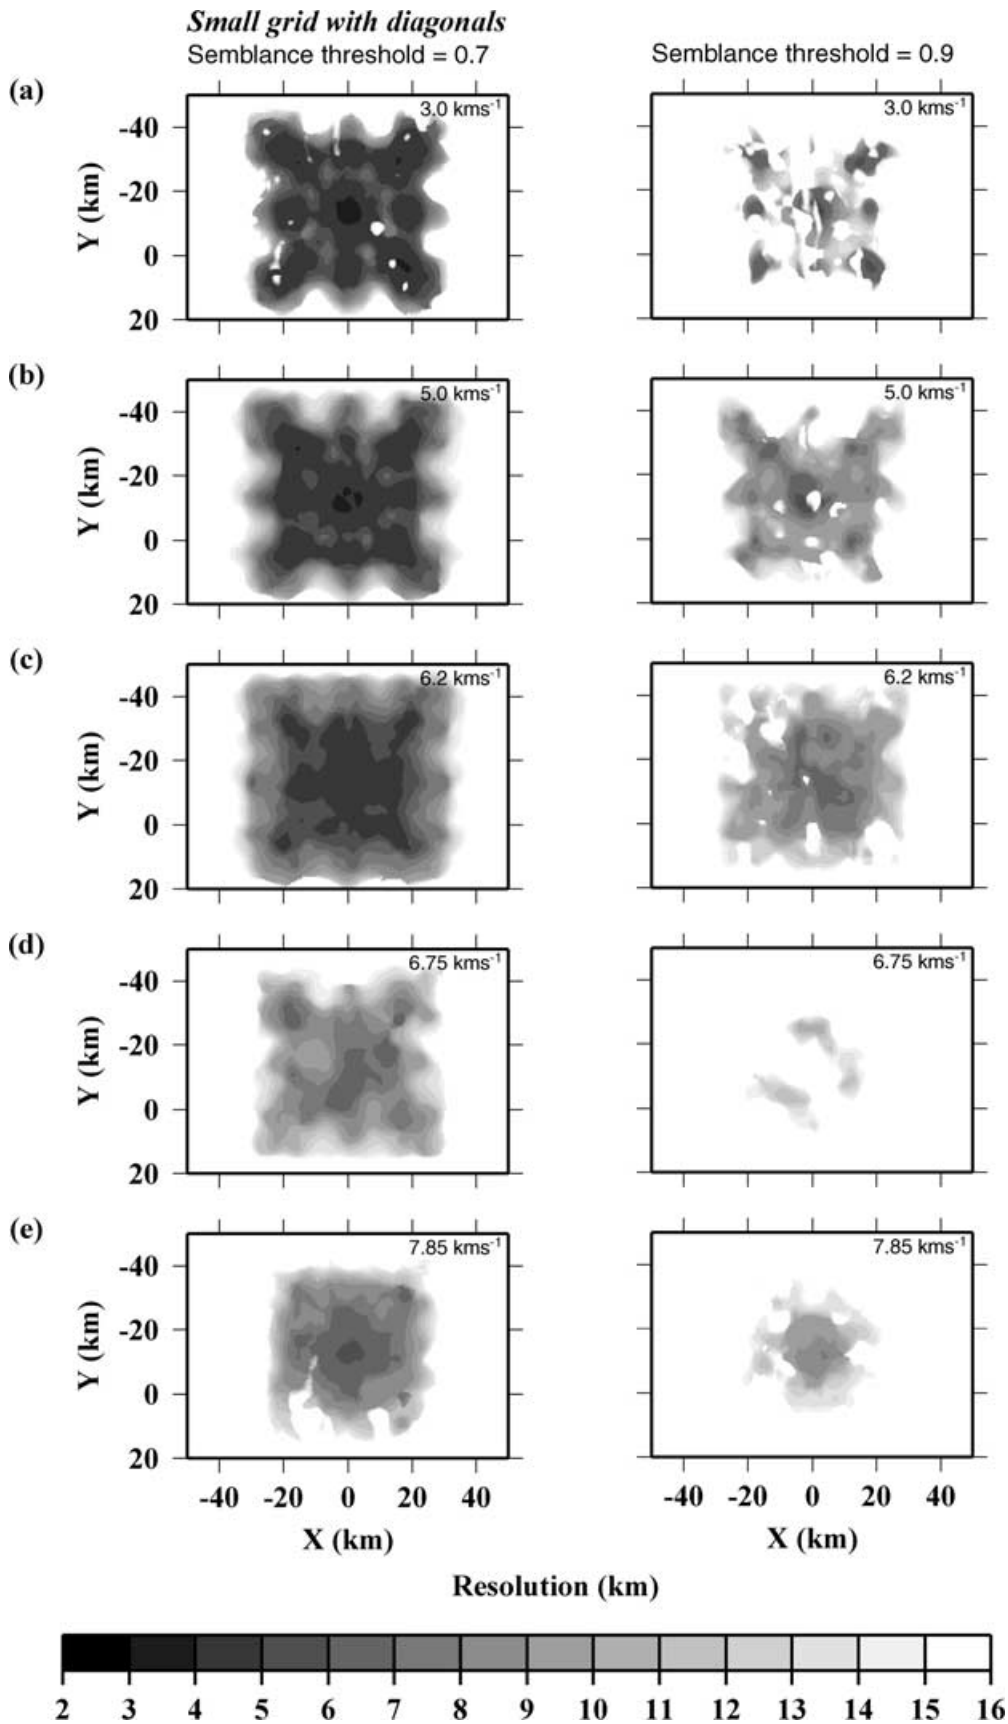 Small grid with diagonals
Semblance threshold = 0.7
Semblance threshold = 0.9
(a)
3.0 kms-1
3.0 kms-1
-40
-20
0
20
Y (km)
(b)
5.0 kms-1
5.0 kms-1
-40
-20
0
20
Y (km)
(c)
6.2 kms-1
6.2 kms-1
-40
-20
0
20
Y (km)
(d)
6.75 kms-1
6.75 kms-1
-40
-20
0
20
Y (km)
(e)
7.85 kms-1
7.85 kms-1
-40
-20
0
20
Y (km)
-40 -20 0 20 40
-40 -20 0 20 40
X (km)
X (km)
Resolution (km)
2 3 4 5 6 7 8 9 10 11 12 13 14 15 16